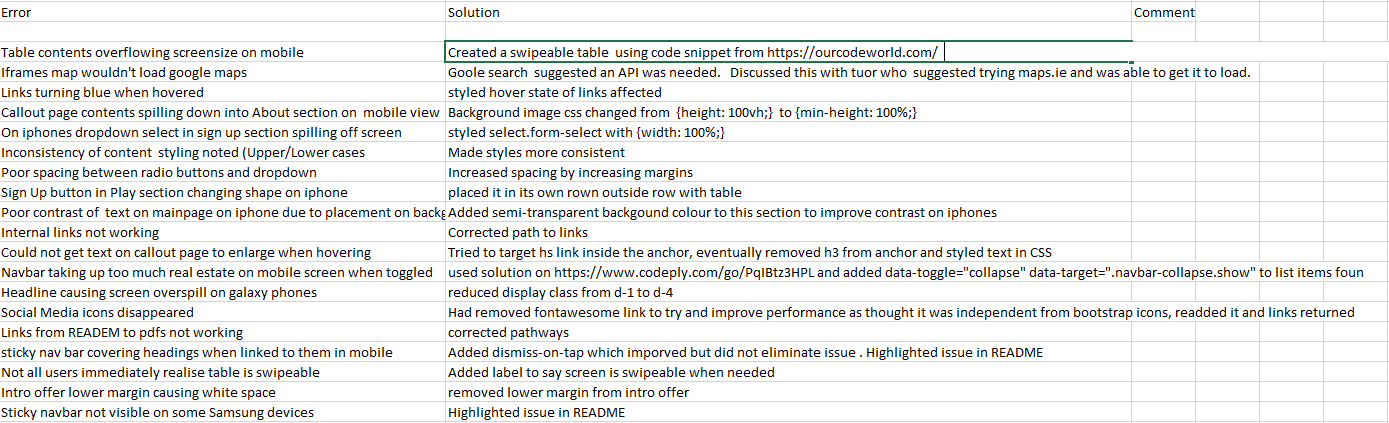 Error Solution Comment
Table contents overflowing screensize on mobile Created a swipeable table using code snippet from https://ourcodeworld.com/
Iframes map wouldn't load google maps Goole search suggested an API was needed. Discussed this with tuor who suggested trying maps.ie and was able to get it to load.
Links turning blue when hovered styled hover state of links affected
Callout page contents spilling down into About section on mobile view Background image css changed from {height: 100vh;} to {min-height: 100%;}
On iphones dropdown select in sign up section spilling off screen styled select.form-select with {width: 100%;}
Inconsistency of content styling noted (Upper/Lower cases Made styles more consistent
Poor spacing between radio buttons and dropdown Increased spacing by increasing margins
Sign Up button in Play section changing shape on iphone placed it in its own rown outside row with table
Poor contrast of text on mainpage on iphone due to placement on backg Added semi-transparent backgound colour to this section to improve contrast on iphones
Internal links not working Corrected path to links
Could not get text on callout page to enlarge when hovering Tried to target hs link inside the anchor, eventually removed h3 from anchor and styled text in CSS
Navbar taking up too much real estate on mobile screen when toggled used solution on https://www.codeply.com/go/PqIBtz3HPL and added data-toggle="collapse" data-target=".navbar-collapse.show" to list items foun
Headline causing screen overspill on galaxy phones reduced display class from d-1 to d-4
Social Media icons disappeared Had removed fontawesome link to try and improve performance as thought it was independent from bootstrap icons, readded it and links returned
Links from READEM to pdfs not working corrected pathways
sticky nav bar covering headings when linked to them in mobile Added dismiss-on-tap which imporved but did not eliminate issue . Highlighted issue in README
Not all users immediately realise table is swipeable Added label to say screen is swipeable when needed
Intro offer lower margin causing white space removed lower margin from intro offer
Sticky navbar not visible on some Samsung devices Highlighted issue in README